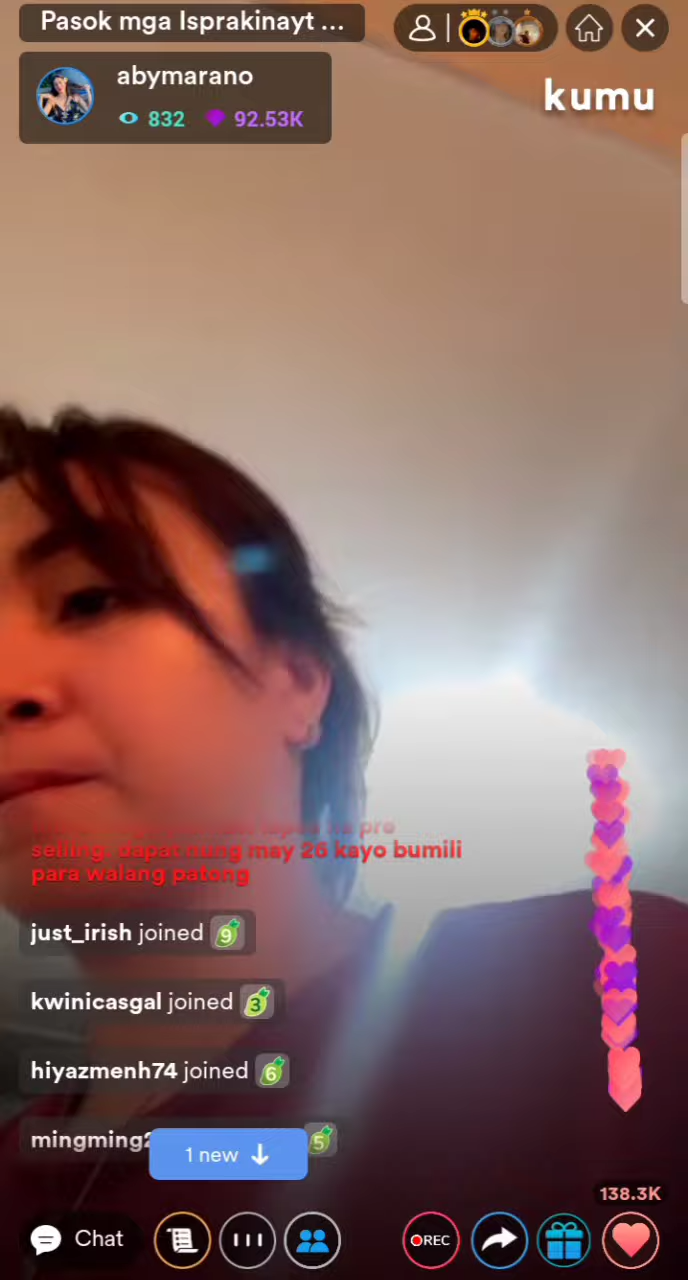 Pasok mga Isprakinayt ...
abymarano
832 92.53K
kumu
selling. dapat nung may 25 kayo bumili
para walang patong
just_irish joined 9
kwinicasgal joined 3
hiyazmenh74 joined 6
5
1 new
138.3K
Chat
REC